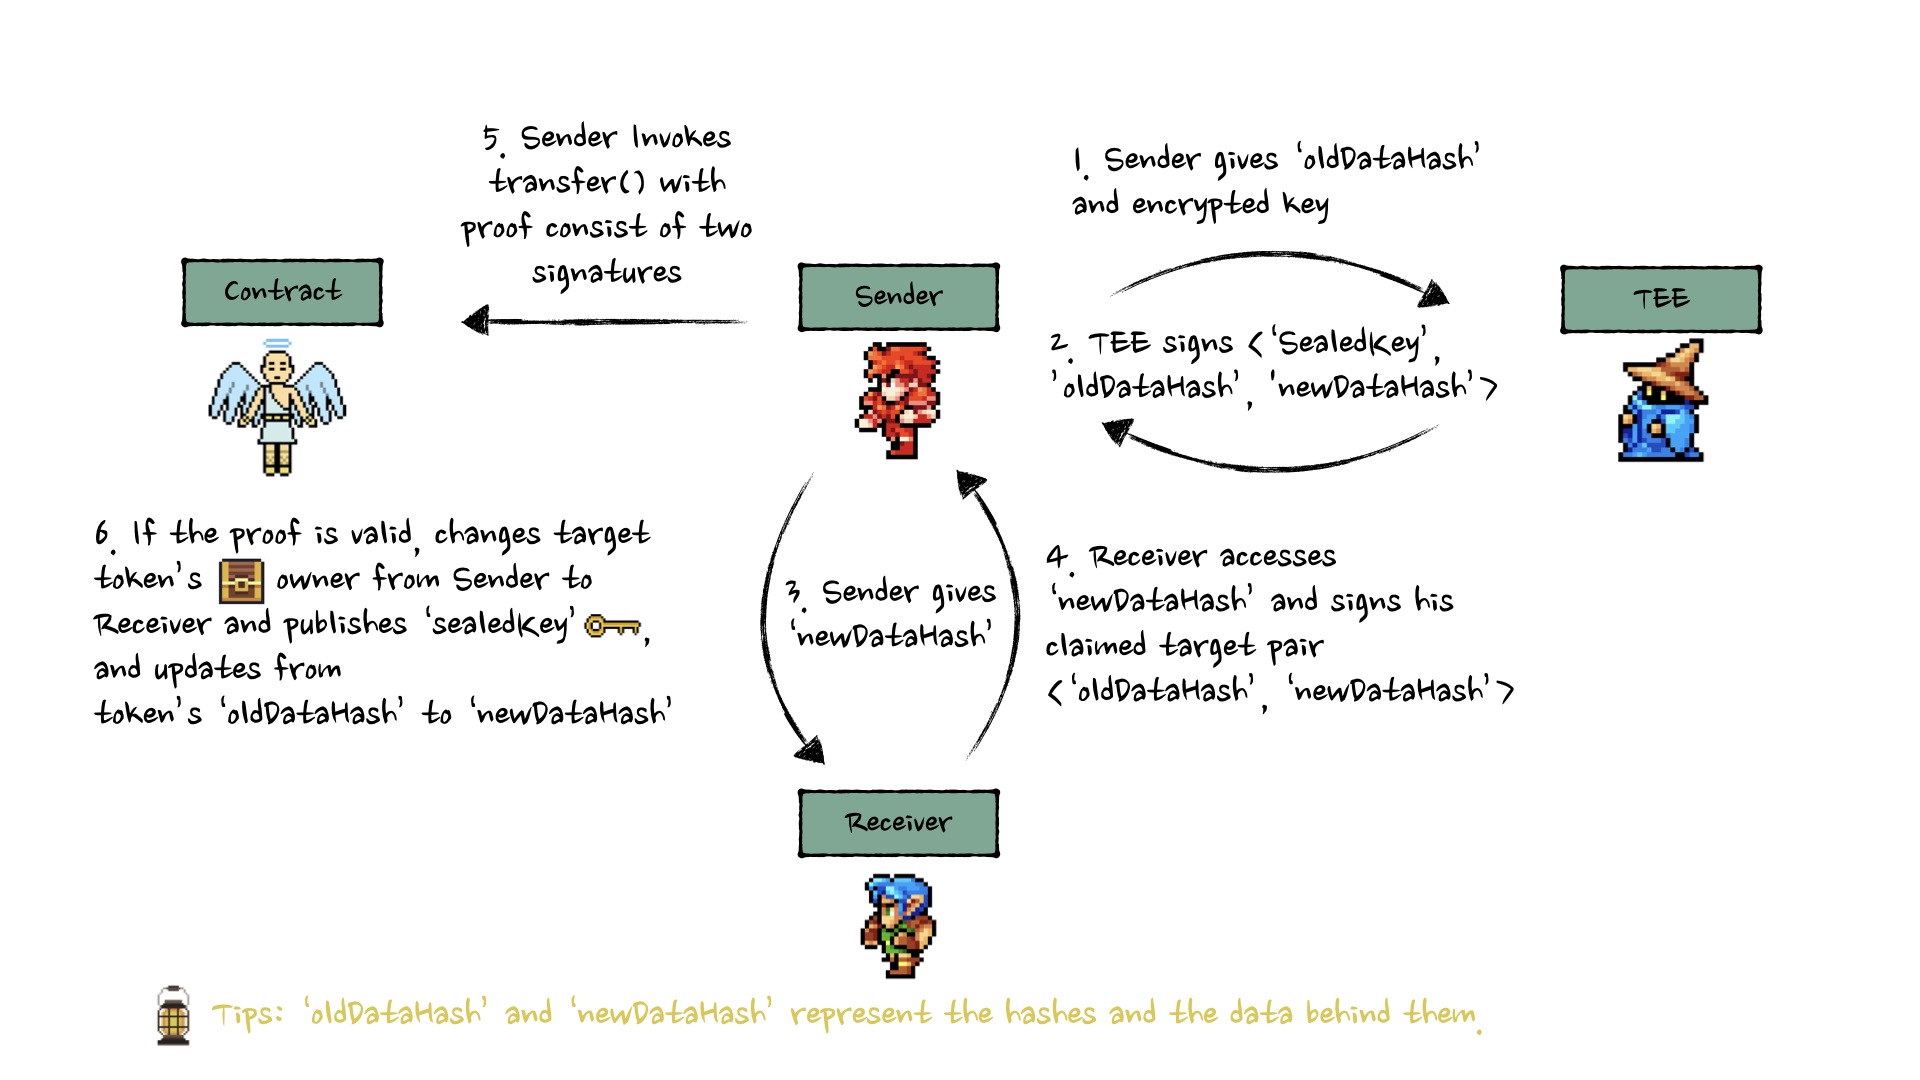 5. Sender Invokes
transfer() with
proof consist of two
signatures
1. Sender gives ‘oldDataHash’
and encrypted key
Contract
Sender
TEE
2. TEE signs <‘SealedKey’,
’oldDataHash’, ‘newDataHash’>
6. If the proof is valid, changes target
token’s owner from Sender to
Receiver and publishes ‘sealedKey’ ,
and updates from
token’s ‘oldDataHash’ to ‘newDataHash’
3. Sender gives
‘newDataHash’
4. Receiver accesses
‘newDataHash’ and signs his
claimed target pair
<‘oldDataHash’, ‘newDataHash’>
Receiver
Tips: ‘oldDataHash’ and ‘newDataHash’ represent the hashes and the data behind them.